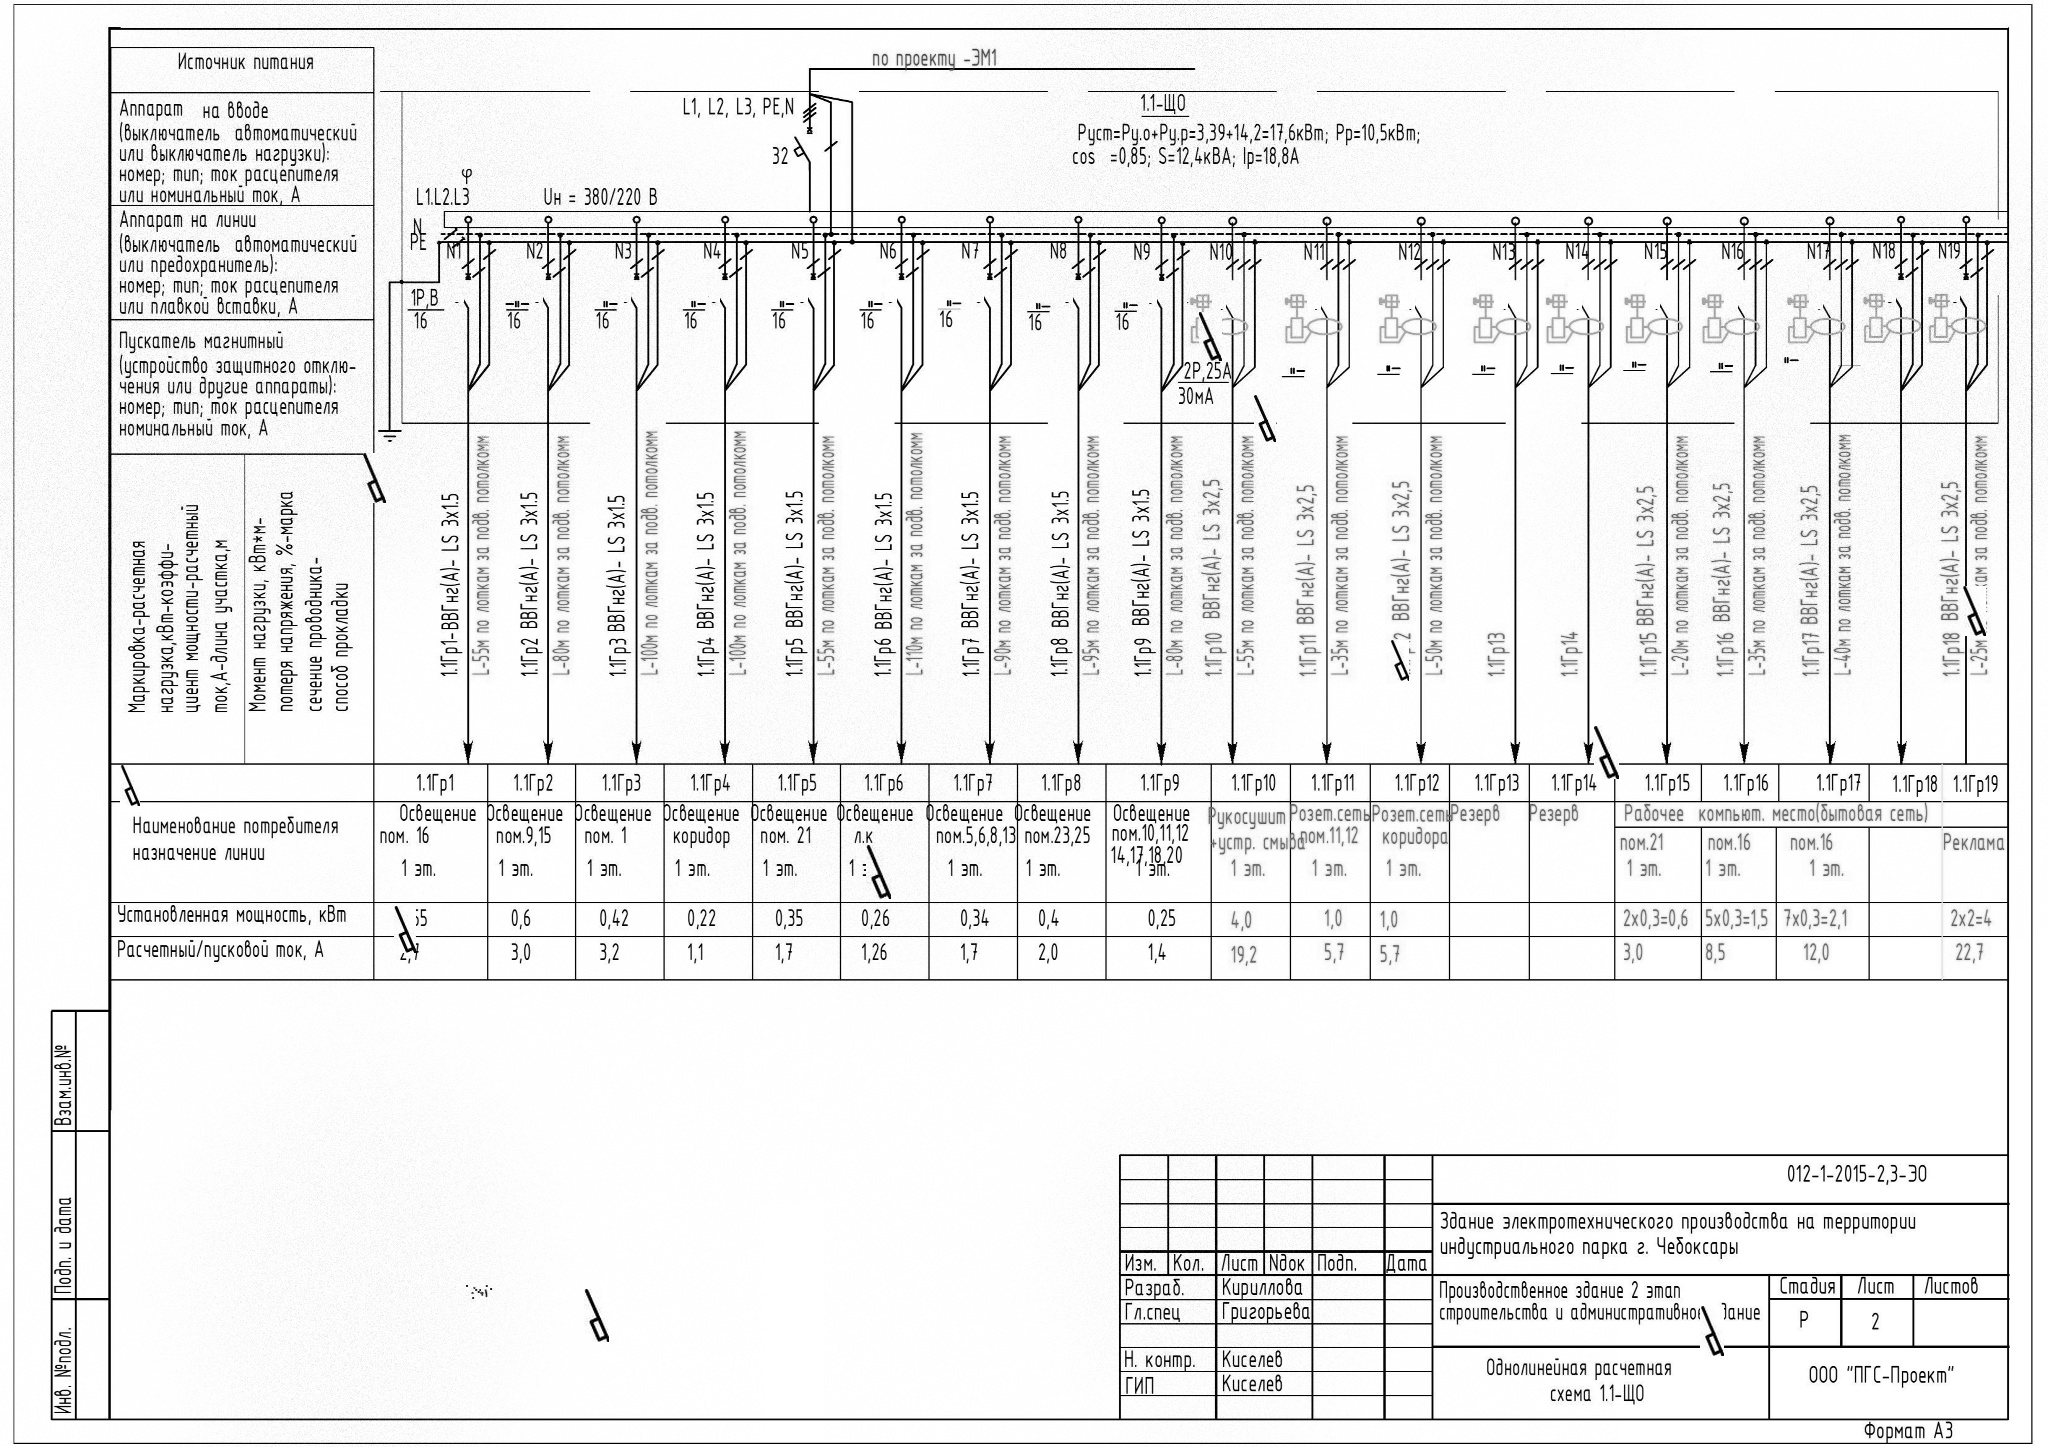 Источник питания
Аппарат на вводе
(выключатель автоматический
или выключатель нагрузки):
номер; тип; ток расцепителя
или номинальный ток, А
Аппарат на линии
(выключатель автоматический
или предохранитель):
номер; тип; ток расцепителя
или плавкой вставки, А
Пускатель магнитный
(устройство защитного отклю-
чения или другие аппараты):
номер; тип; ток расцепителя
номинальный ток, А
Маркировка-расчетная
нагрузка,кВт-коэффи-
циент мощности-расчетный
ток,А-длина участка,м
Момент нагрузки, кВт*м-
потеря напряжения, %-марка
сечение проводника-
способ прокладки
по проекту -ЭМ1
L1, L2, L3, PE,N
32
1.1-ЩО
Руст=Ру.о+Ру.р=3,39+14,2=17,6кВт; Рр=10,5кВт;
cos =0,85; S=12,4кВА; Iр=18,8А
φ
L1.L2.L3
Uн = 380/220 В
N
PE
N1 N2 N3 N4 N5 N6 N7 N8 N9 N10 N11 N12 N13 N14 N15 N16 N17 N18 N19
1Р,В
16
-"- 16
-"- 16
-"- 16
-"- 16
-"- 16
-"- 16
-"- 16
-"- 16
2Р,25А
30мА
-"- -"- -"- -"- -"- -"- -"-
1.1Гр1-ВВГнг(А)- LS 3х1.5
L-55м по лоткам за подв. потолкомм
1.1Гр2 ВВГнг(А)- LS 3х1.5
L-80м по лоткам за подв. потолкомм
1.1Гр3 ВВГнг(А)- LS 3х1.5
L-100м по лоткам за подв. потолкомм
1.1Гр4 ВВГнг(А)- LS 3х1.5
L-100м по лоткам за подв. потолкомм
1.1Гр5 ВВГнг(А)- LS 3х1.5
L-55м по лоткам за подв. потолкомм
1.1Гр6 ВВГнг(А)- LS 3х1.5
L-110м по лоткам за подв. потолкомм
1.1Гр7 ВВГнг(А)- LS 3х1.5
L-90м по лоткам за подв. потолкомм
1.1Гр8 ВВГнг(А)- LS 3х1.5
L-95м по лоткам за подв. потолкомм
1.1Гр9 ВВГнг(А)- LS 3х1.5
L-80м по лоткам за подв. потолкомм
1.1Гр10 ВВГнг(А)- LS 3х2,5
L-55м по лоткам за подв. потолкомм
1.1Гр11 ВВГнг(А)- LS 3х2,5
L-35м по лоткам за подв. потолкомм
2 ВВГнг(А)- LS 3х2,5
L-50м по лоткам за подв. потолкомм
1.1Гр13
1.1Гр14
1.1Гр15 ВВГнг(А)- LS 3х2,5
L-20м по лоткам за подв. потолкомм
1.1Гр16 ВВГнг(А)- LS 3х2,5
L-35м по лоткам за подв. потолкомм
1.1Гр17 ВВГнг(А)- LS 3х2,5
L-40м по лоткам за подв. потолкомм
1.1Гр18 ВВГнг(А)- LS 3х2,5
L-25м за подв. потолкомм
1.1Гр1 1.1Гр2 1.1Гр3 1.1Гр4 1.1Гр5 1.1Гр6 1.1Гр7 1.1Гр8 1.1Гр9 1.1Гр10 1.1Гр11 1.1Гр12 1.1Гр13 1.1Гр14 1.1Гр15 1.1Гр16 1.1Гр17 1.1Гр18 1.1Гр19
Наименование потребителя
назначение линии
Освещение
пом. 16
1 эт.
Освещение
пом.9,15
1 эт.
Освещение
пом. 1
1 эт.
Освещение
коридор
1 эт.
Освещение
пом. 21
1 эт.
Освещение
л.к
1
Освещение
пом.5,6,8,13
1 эт.
Освещение
пом.23,25
1 эт.
Освещение
пом.10,11,12
14,17,18,20
1 эт.
Рукосушит
+устр. смыва
1 эт.
Розет.сеть
пом.11,12
1 эт.
Розет.сеть
коридора
1 эт.
Резерв
Резерв
Рабочее компьют. место(бытовая сеть)
пом.21
1 эт.
пом.16
1 эт.
пом.16
1 эт.
Реклама
Установленная мощность, кВт
0,6 0,42 0,22 0,35 0,26 0,34 0,4 0,25 4,0 1,0 1,0 2х0,3=0,6 5х0,3=1,5 7х0,3=2,1 2х2=4
Расчетный/пусковой ток, А
3,0 3,2 1,1 1,7 1,26 1,7 2,0 1,4 19,2 5,7 5,7 3,0 8,5 12,0 22,7
Взам.инв.№
Подп. и дата
Инв. №подл.
012-1-2015-2,3-ЭО
Здание электротехнического производства на территории
индустриального парка г. Чебоксары
Изм. Кол. Лист Nдок Подп. Дата
Разраб. Кириллова
Гл.спец Григорьева
Н. контр. Киселев
ГИП Киселев
Производственное здание 2 этап
строительства и административное здание
Стадия Лист Листов
Р 2
Однолинейная расчетная
схема 1.1-ЩО
ООО "ПГС-Проект"
Формат А3